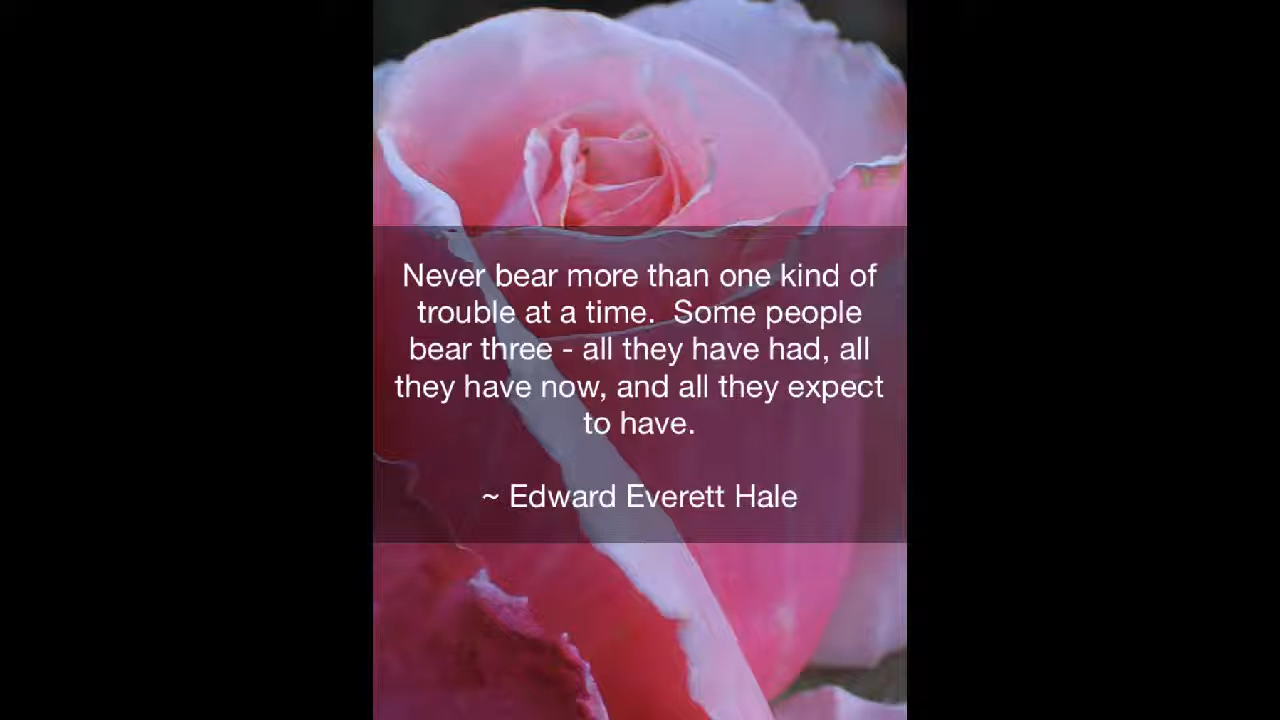 Never bear more than one kind of
trouble at a time.  Some people
bear three - all they have had, all
they have now, and all they expect
to have.
~ Edward Everett Hale